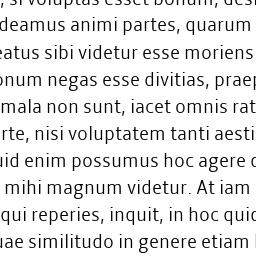 , si voluptas esset bonum, desi
deamus animi partes, quarum
eatus sibi videtur esse moriens
onum negas esse divitias, praep
mala non sunt, iacet omnis rat
rte, nisi voluptatem tanti aesti
uid enim possumus hoc agere
mihi magnum videtur. At iam
qui reperies, inquit, in hoc quid
uae similitudo in genere etiam